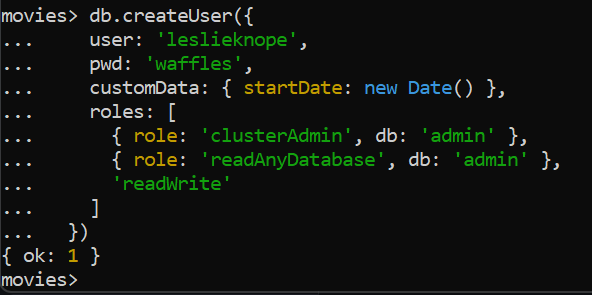 movies> db.createUser({
...     user: 'leslieknope',
...     pwd: 'waffles',
...     customData: { startDate: new Date() },
...     roles: [
...       { role: 'clusterAdmin', db: 'admin' },
...       { role: 'readAnyDatabase', db: 'admin' },
...       'readWrite'
...     ]
...   })
{ ok: 1 }
movies>